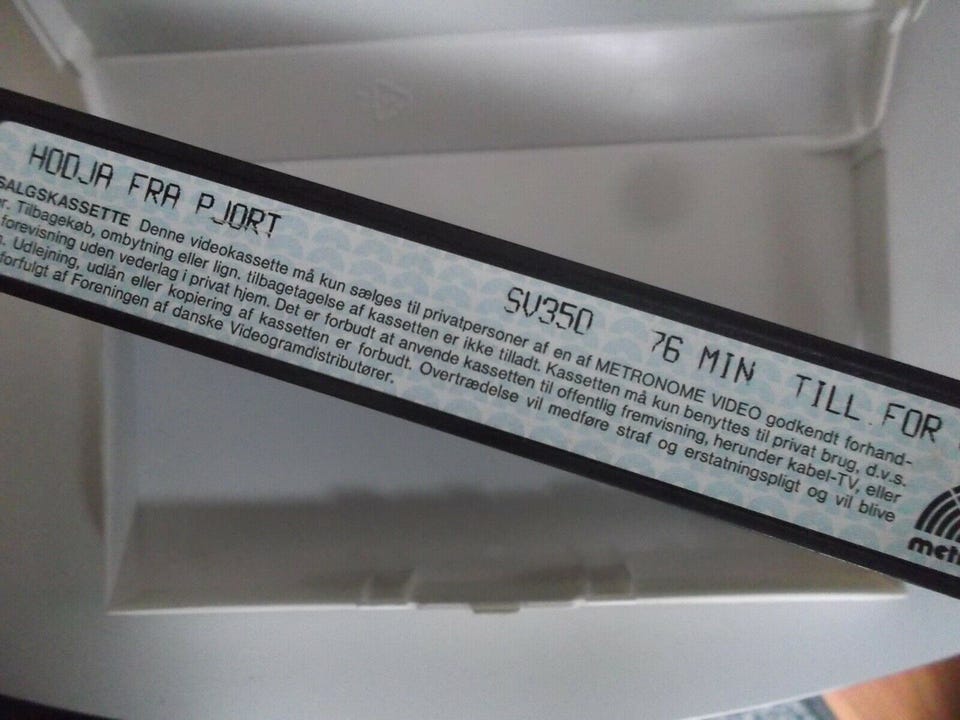 HODJA FRA PJORT SV350 76 MIN TILL FOR
SALGSKASSETTE Denne videokassette må kun sælges til privatpersoner af en af METRONOME VIDEO godkendt forhand-
er. Tilbagekøb, ombytning eller lign. tilbagetagelse af kassetten er ikke tilladt. Kassetten må kun benyttes til privat brug, d.v.s.
forevisning uden vederlag i privat hjem. Det er forbudt at anvende kassetten til offentlig fremvisning, herunder kabel-TV, eller
n. Udlejning, udlån eller kopiering af kassetten er forbudt. Overtrædelse vil medføre straf og erstatningspligt og vil blive
forfulgt af Foreningen af danske Videogramdistributører.
met